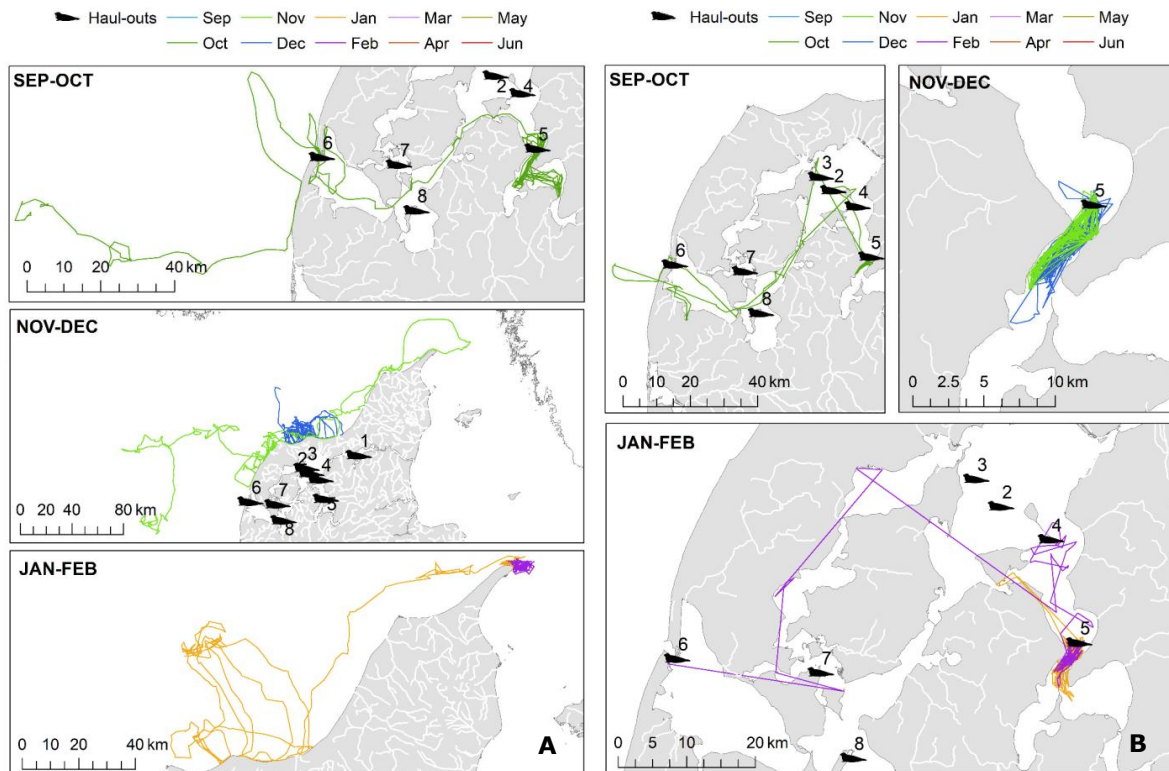 Haul-outs Sep Nov Jan Mar May
Oct Dec Feb Apr Jun
SEP-OCT
2
4
5
6
7
8
0 10 20 40 km
NOV-DEC
1
3
2
4
6
7
5
8
0 20 40 80 km
JAN-FEB
0 10 20 40 km
A
Haul-outs Sep Nov Jan Mar May
Oct Dec Feb Apr Jun
SEP-OCT
3
2
4
5
6
7
8
0 10 20 40 km
NOV-DEC
5
0 2.5 5 10 km
JAN-FEB
3
2
4
5
6
7
8
0 5 10 20 km
B